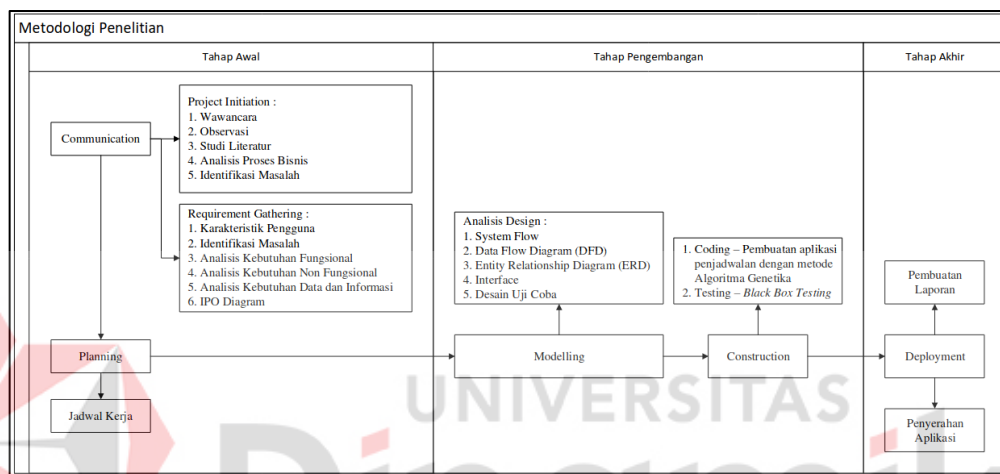 Metodologi Penelitian
Tahap Awal
Tahap Pengembangan
Tahap Akhir
Communication
Project Initiation :
1. Wawancara
2. Observasi
3. Studi Literatur
4. Analisis Proses Bisnis
5. Identifikasi Masalah
Requirement Gathering :
1. Karakteristik Pengguna
2. Identifikasi Masalah
3. Analisis Kebutuhan Fungsional
4. Analisis Kebutuhan Non Fungsional
5. Analisis Kebutuhan Data dan Informasi
6. IPO Diagram
Planning
Jadwal Kerja
Analisis Design :
1. System Flow
2. Data Flow Diagram (DFD)
3. Entity Relationship Diagram (ERD)
4. Interface
5. Desain Uji Coba
Modelling
1. Coding – Pembuatan aplikasi
penjadwalan dengan metode
Algoritma Genetika
2. Testing – Black Box Testing
Construction
Pembuatan
Laporan
Deployment
Penyerahan
Aplikasi
UNIVERSITAS